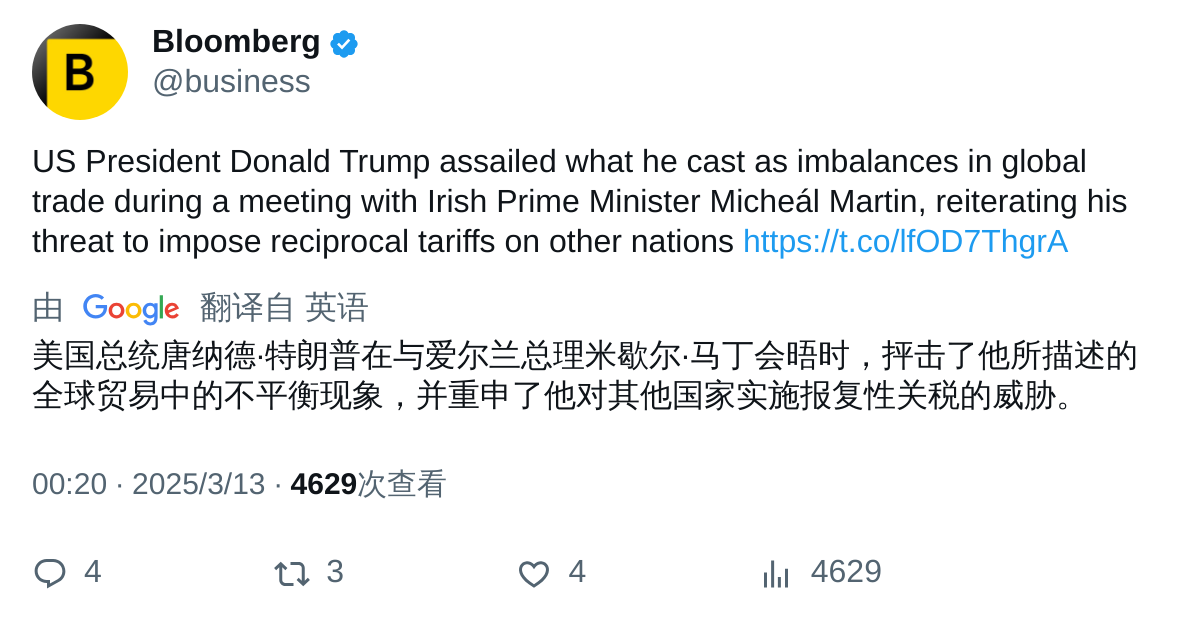 B
Bloomberg
@business
US President Donald Trump assailed what he cast as imbalances in global
trade during a meeting with Irish Prime Minister Micheál Martin, reiterating his
threat to impose reciprocal tariffs on other nations https://t.co/lfOD7ThgrA
由 Google 翻译自 英语
美国总统唐纳德·特朗普在与爱尔兰总理米歇尔·马丁会晤时，抨击了他所描述的
全球贸易中的不平衡现象，并重申了他对其他国家实施报复性关税的威胁。
00:20 · 2025/3/13 · 4629次查看
4 3 4 4629